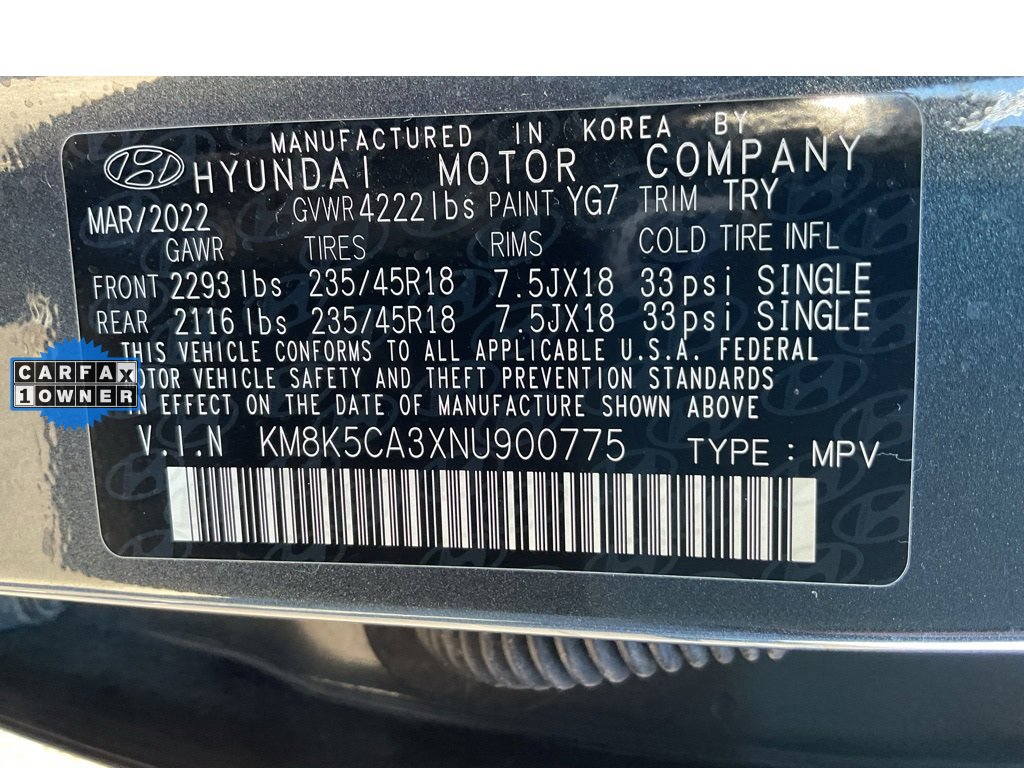 MANUFACTURED IN KOREA BY
HYUNDAI MOTOR COMPANY
MAR/2022 GVWR 4222 lbs PAINT YG7 TRIM TRY
GAWR TIRES RIMS COLD TIRE INFL
FRONT 2293 lbs 235/45R18 7.5JX18 33psi SINGLE
REAR 2116 lbs 235/45R18 7.5JX18 33psi SINGLE
THIS VEHICLE CONFORMS TO ALL APPLICABLE U.S.A. FEDERAL
MOTOR VEHICLE SAFETY AND THEFT PREVENTION STANDARDS
IN EFFECT ON THE DATE OF MANUFACTURE SHOWN ABOVE
V.I.N KM8K5CA3XNU900775 TYPE : MPV
CARFAX
1 OWNER